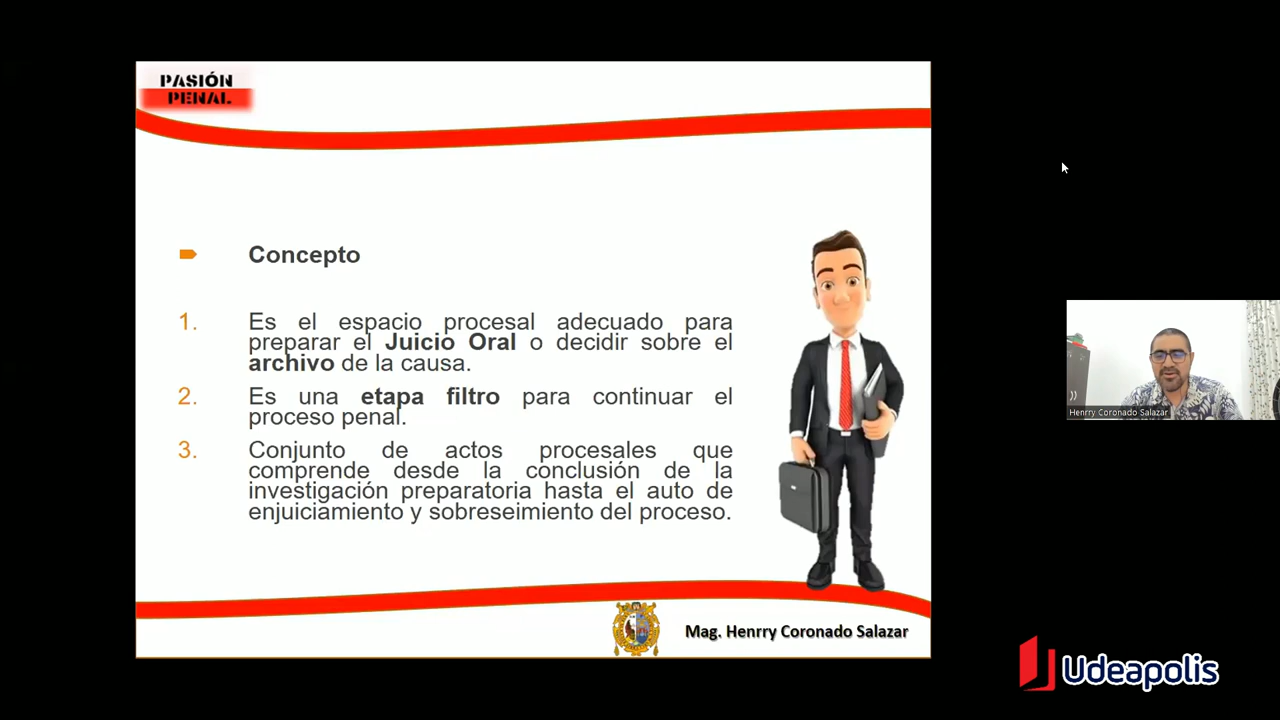 PASIÓN
PENAL
Concepto
1. Es el espacio procesal adecuado para
preparar el Juicio Oral o decidir sobre el
archivo de la causa.
2. Es una etapa filtro para continuar el
proceso penal.
3. Conjunto de actos procesales que
comprende desde la conclusión de la
investigación preparatoria hasta el auto de
enjuiciamiento y sobreseimiento del proceso.
Mag. Henrry Coronado Salazar
Henrry Coronado Salazar
Udeapolis